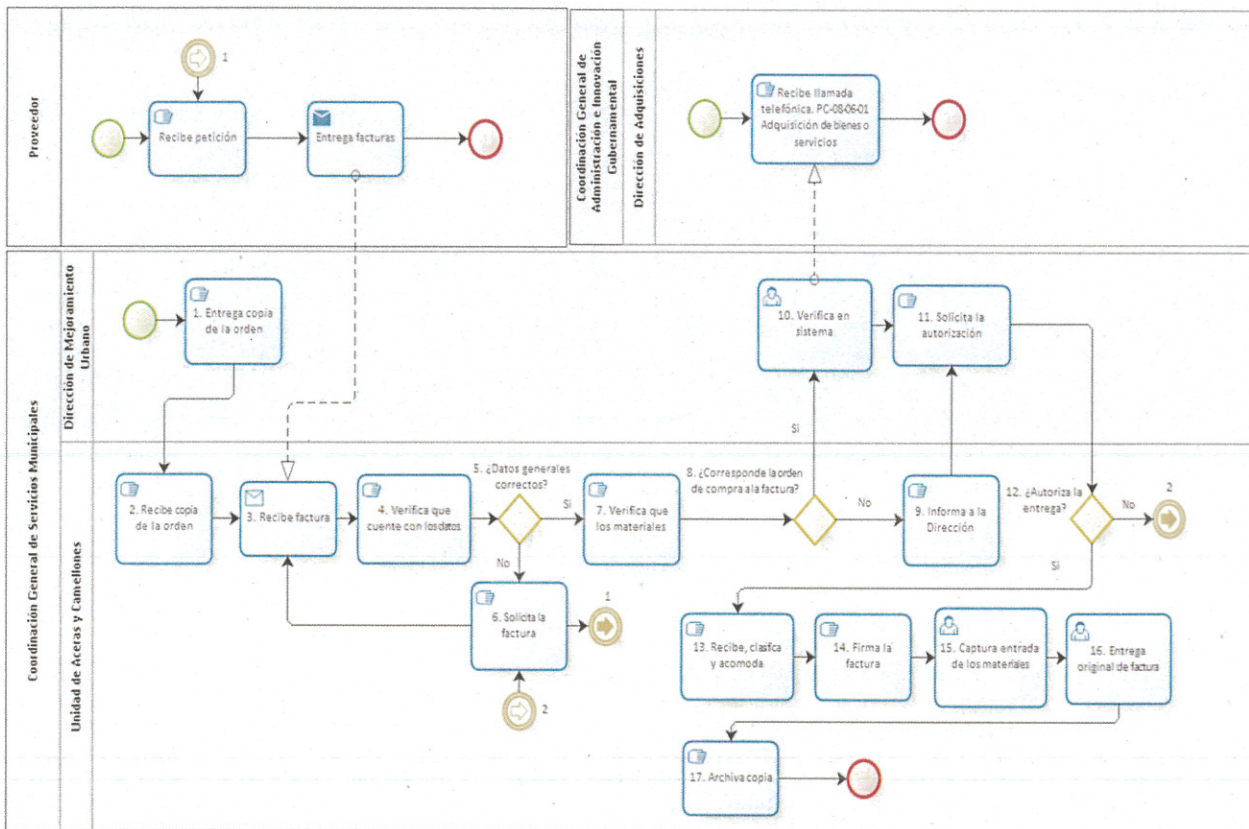 Proveedor
1
Recibe petición
Entrega facturas
Coordinación General de
Administración e Innovación
Gubernamental
Dirección de Adquisiciones
Recibe llamada
telefónica. PC-08-06-01
Adquisición de bienes o
servicios
Coordinación General de Servicios Municipales
Dirección de Mejoramiento
Urbano
1. Entrega copia
de la orden
10. Verifica en
sistema
11. Solicita la
autorización
Si
Unidad de Aceras y Camellones
2. Recibe copia
de la orden
3. Recibe factura
4. Verifica que
cuente con los datos
5. ¿Datos generales
correctos?
Si
No
7. Verifica que
los materiales
8. ¿Corresponde la orden
de compra a la factura?
No
9. Informa a la
Dirección
12. ¿Autoriza la
entrega?
No
2
Si
6. Solicita la
factura
1
2
13. Recibe, clasifca
y acomoda
14. Firma la
factura
15. Captura entrada
de los materiales
16. Entrega
original de factura
17. Archiva copia